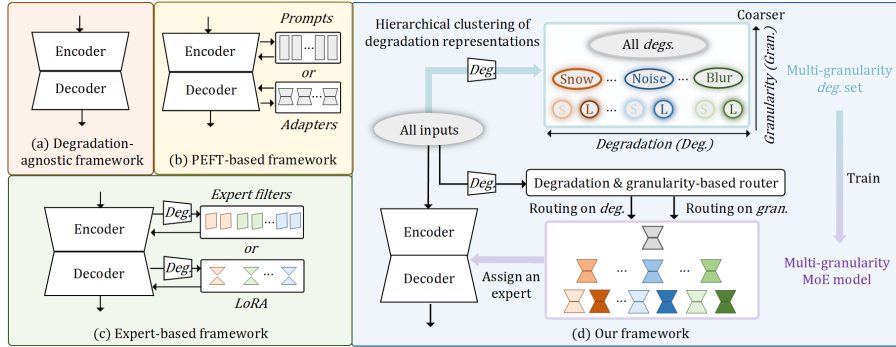 Encoder
Decoder
(a) Degradation-
agnostic framework
Prompts
Encoder
...
or
Decoder
...
Adapters
(b) PEFT-based framework
Expert filters
Deg.
...
Encoder
or
Decoder
Deg.
...
LoRA
(c) Expert-based framework
Hierarchical clustering of
degradation representations
Deg.
All inputs
All degs.
Snow ... Noise ... Blur
S L ... S L S L
Degradation (Deg.)
Coarser
Granularity (Gran.)
Multi-granularity
deg. set
Train
Multi-granularity
MoE model
Deg.
Degradation & granularity-based router
Routing on deg.
Routing on gran.
Encoder
Decoder
Assign an
expert
... ...
... ...
(d) Our framework